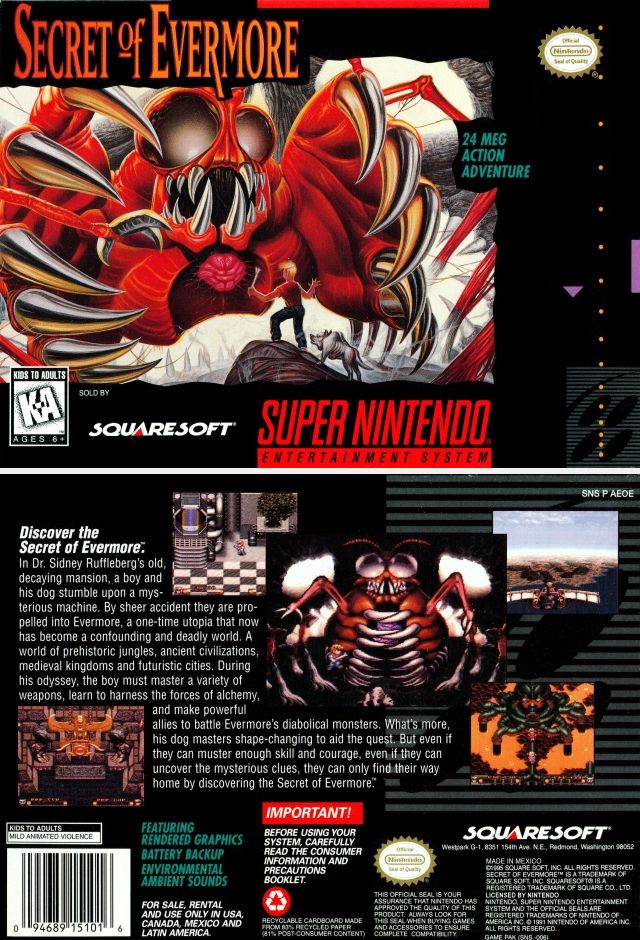 SECRET of EVERMORE
Official
Nintendo
Seal of Quality
24 MEG
ACTION
ADVENTURE
KIDS TO ADULTS
KA
AGES 6+
SOLD BY
SQUARESOFT®
SUPER NINTENDO
ENTERTAINMENT SYSTEM
SNS P AEOE
Discover the
Secret of Evermore™.
In Dr. Sidney Ruffleberg's old,
decaying mansion, a boy and
his dog stumble upon a mys-
terious machine. By sheer accident they are pro-
pelled into Evermore, a one-time utopia that now
has become a confounding and deadly world. A
world of prehistoric jungles, ancient civilizations,
medieval kingdoms and futuristic cities. During
his odyssey, the boy must master a variety of
weapons, learn to harness the forces of alchemy,
and make powerful
allies to battle Evermore's diabolical monsters. What's more,
his dog masters shape-changing to aid the quest. But even if
they can muster enough skill and courage, even if they can
uncover the mysterious clues, they can only find their way
home by discovering the Secret of Evermore.™
KIDS TO ADULTS
MILD ANIMATED VIOLENCE
0 94689 15101 6
FEATURING
RENDERED GRAPHICS
BATTERY BACKUP
ENVIRONMENTAL
AMBIENT SOUNDS
FOR SALE, RENTAL
AND USE ONLY IN USA,
CANADA, MEXICO AND
LATIN AMERICA.
IMPORTANT!
BEFORE USING YOUR
SYSTEM, CAREFULLY
READ THE CONSUMER
INFORMATION AND
PRECAUTIONS
BOOKLET.
RECYCLABLE CARDBOARD MADE
FROM 83% RECYCLED PAPER
(81% POST-CONSUMER CONTENT)
Official
Nintendo
Seal of Quality
THIS OFFICIAL SEAL IS YOUR
ASSURANCE THAT NINTENDO HAS
APPROVED THE QUALITY OF THIS
PRODUCT. ALWAYS LOOK FOR
THIS SEAL WHEN BUYING GAMES
AND ACCESSORIES TO ENSURE
COMPLETE COMPATIBILITY.
SQUARESOFT®
Westpark G-1, 8351 154th Ave. N.E., Redmond, Washington 98052
MADE IN MEXICO
©1995 SQUARE SOFT, INC. ALL RIGHTS RESERVED.
SECRET OF EVERMORE™ IS A TRADEMARK OF
SQUARE SOFT, INC. SQUARESOFT® IS A
REGISTERED TRADEMARK OF SQUARE CO., LTD.
LICENSED BY NINTENDO
NINTENDO, SUPER NINTENDO ENTERTAINMENT
SYSTEM AND THE OFFICIAL SEALS ARE
REGISTERED TRADEMARKS OF NINTENDO OF
AMERICA INC. © 1991 NINTENDO OF AMERICA INC.
ALL RIGHTS RESERVED.
GAME PAK (SNS -006)